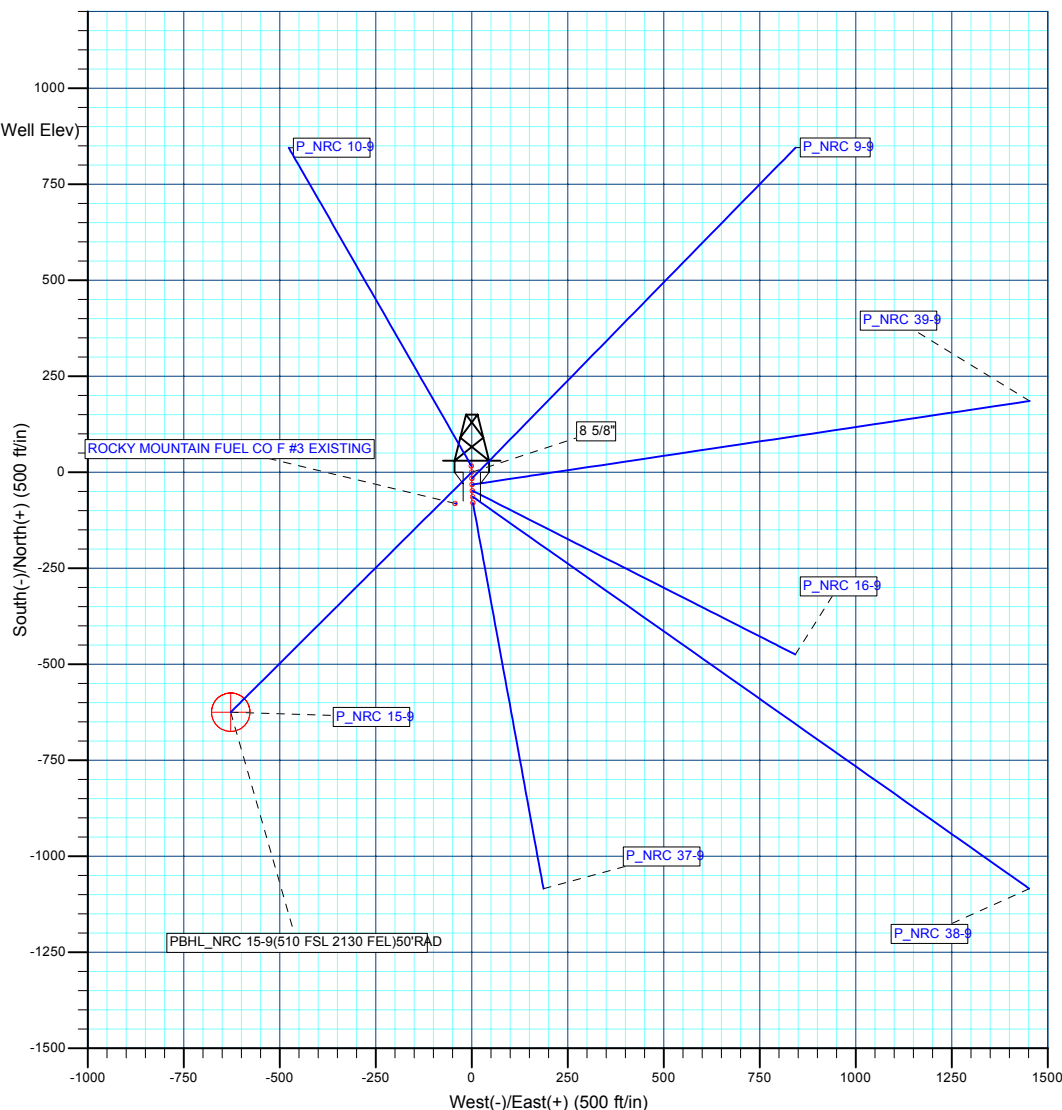 1000
Well Elev)
P_NRC 10-9
P_NRC 9-9
750
500
P_NRC 39-9
250
8 5/8"
ROCKY MOUNTAIN FUEL CO F #3 EXISTING
0
-250
South(-)/North(+) (500 ft/in)
P_NRC 16-9
-500
P_NRC 15-9
-750
P_NRC 37-9
-1000
P_NRC 38-9
PBHL_NRC 15-9(510 FSL 2130 FEL)50'RAD
-1250
-1500
-1000 -750 -500 -250 0 250 500 750 1000 1250 1500
West(-)/East(+) (500 ft/in)